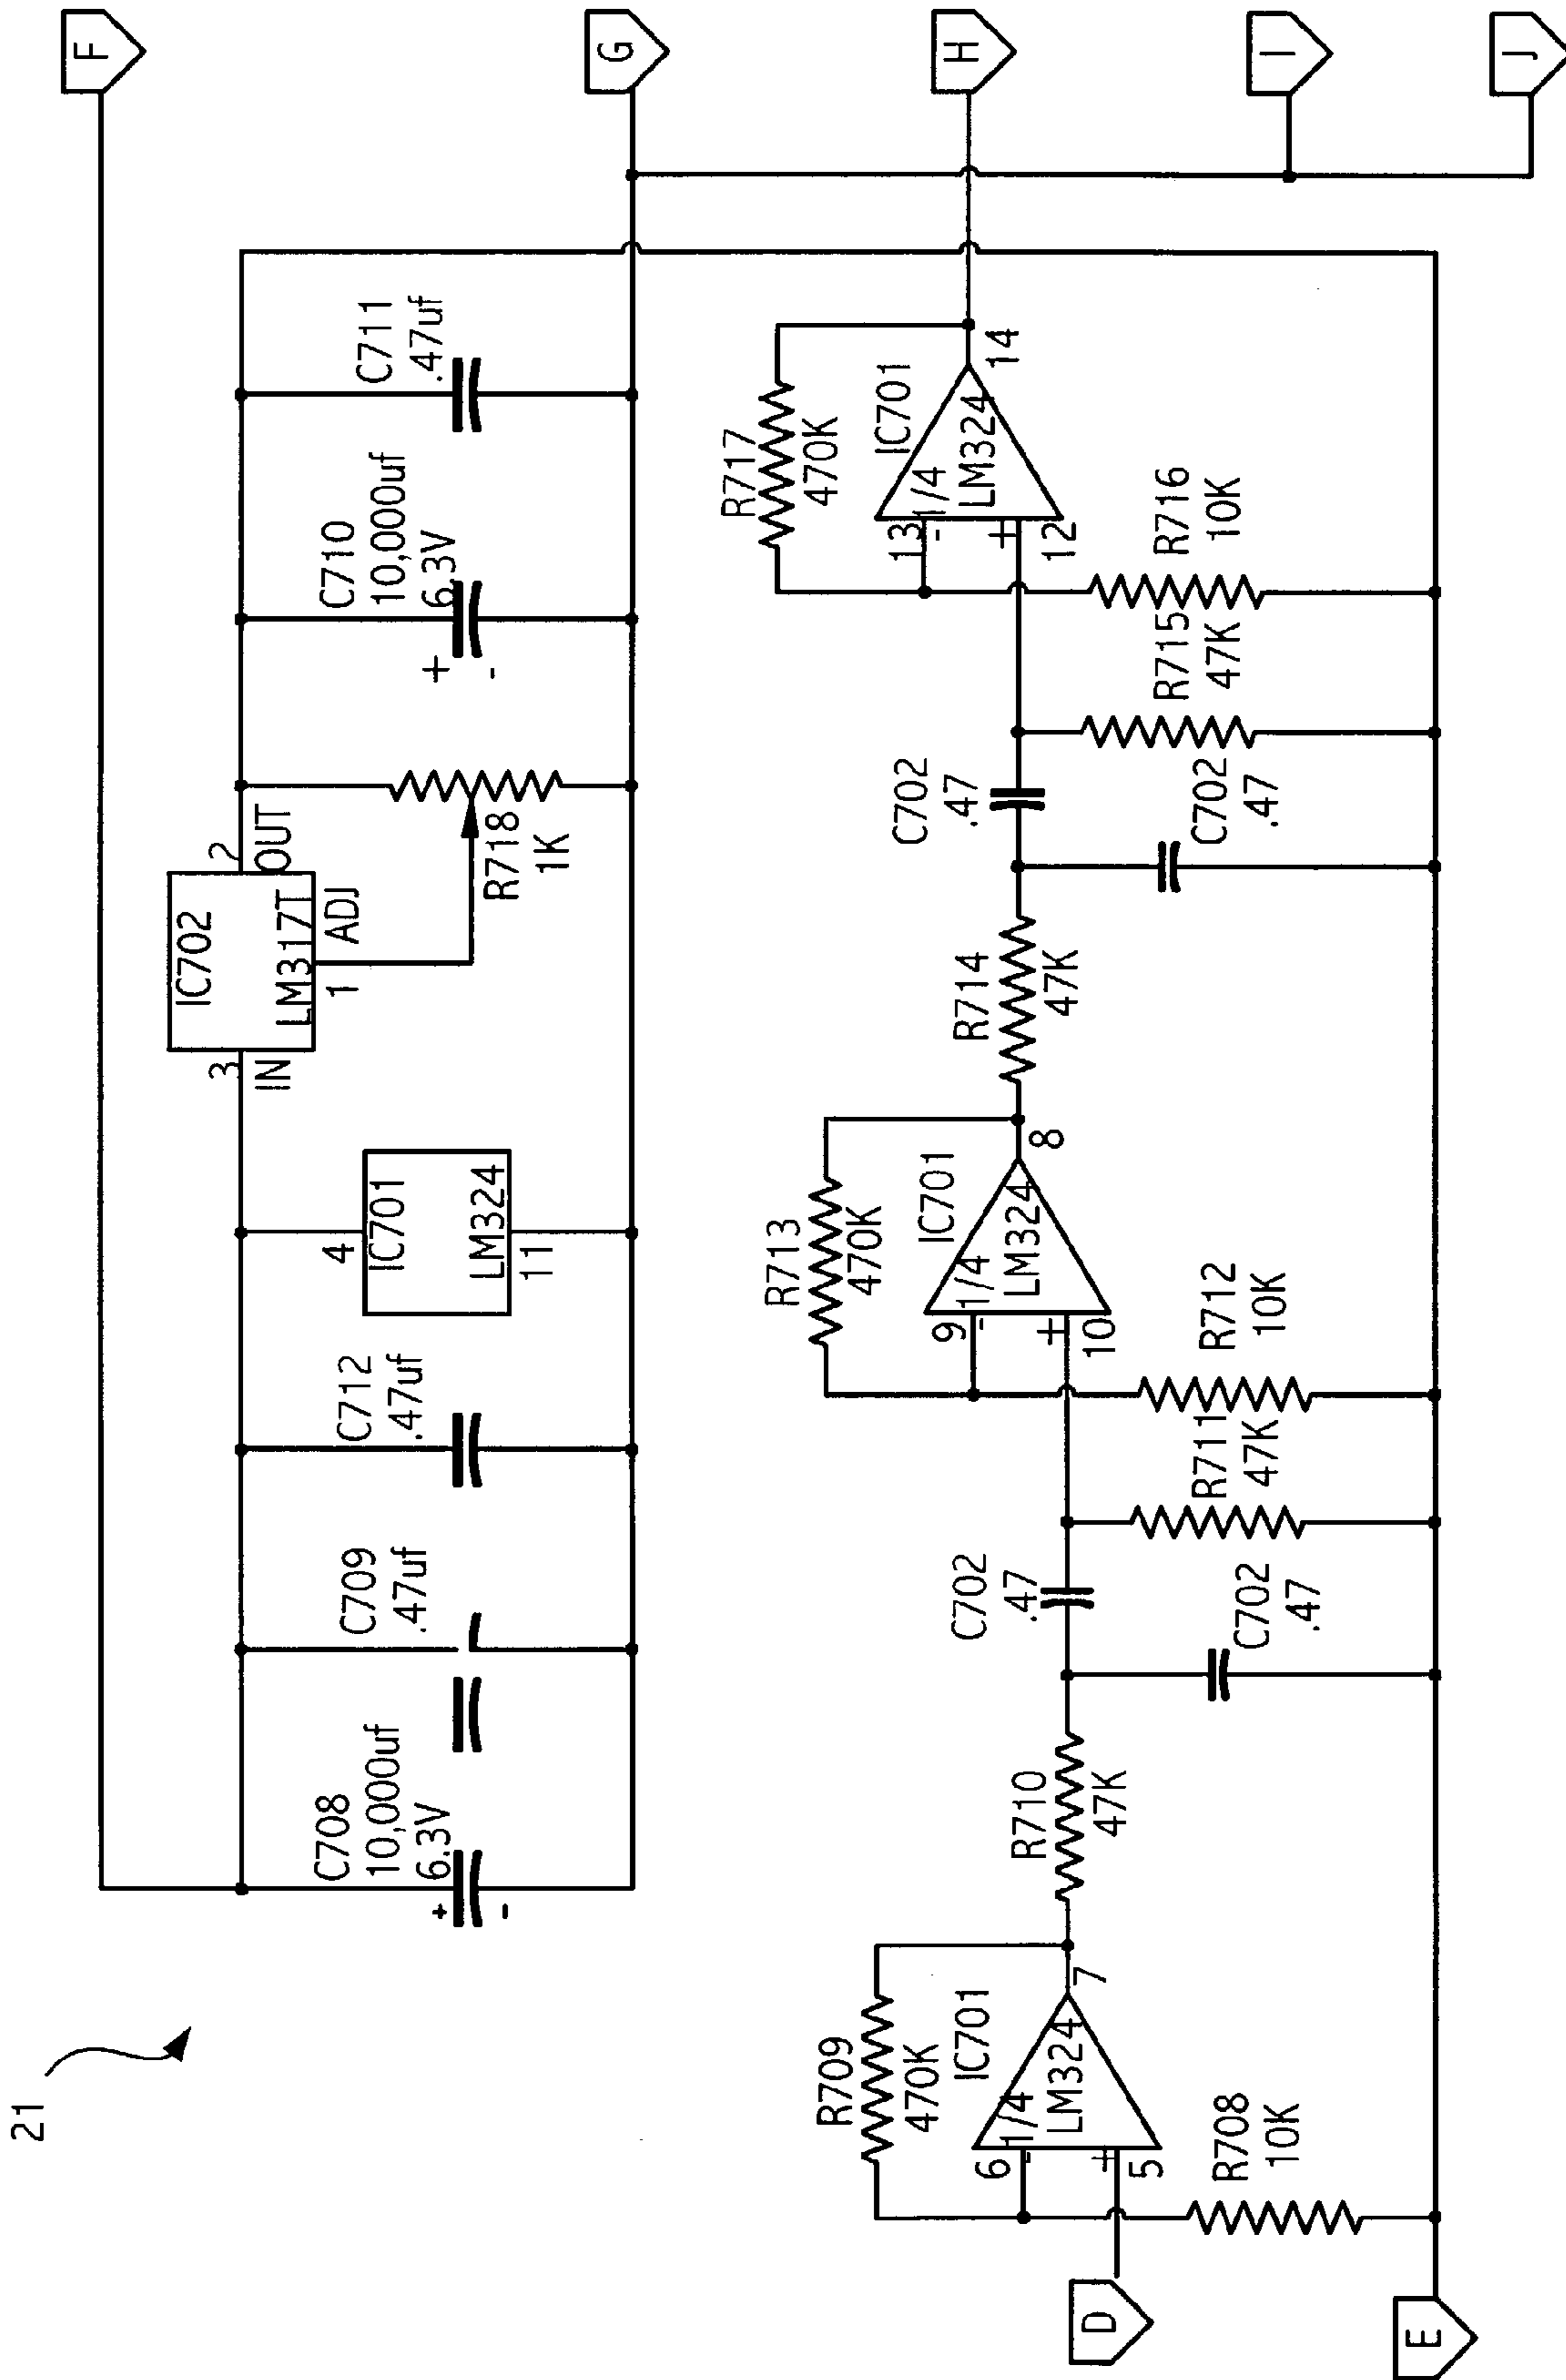 21
F
G
H
I
J
D
E
C708
10,000uf
6.3V
+
-
C709
.47uf
C712
.47uf
4
IC701
LM324
11
3
IN
IC702
LM317T
1
ADJ
2
OUT
R718
1K
C710
10,000uf
6.3V
+
-
C711
.47uf
R709
470K
IC701
1/4
LM324
6
-
+
5
7
R708
10K
R710
47K
C702
.47
C702
.47
R711
47K
R712
10K
R713
470K
IC701
1/4
LM324
9
-
+
10
8
R714
47K
C702
.47
C702
.47
R715
47K
R716
10K
R717
470K
IC701
1/4
LM324
13
-
+
12
14